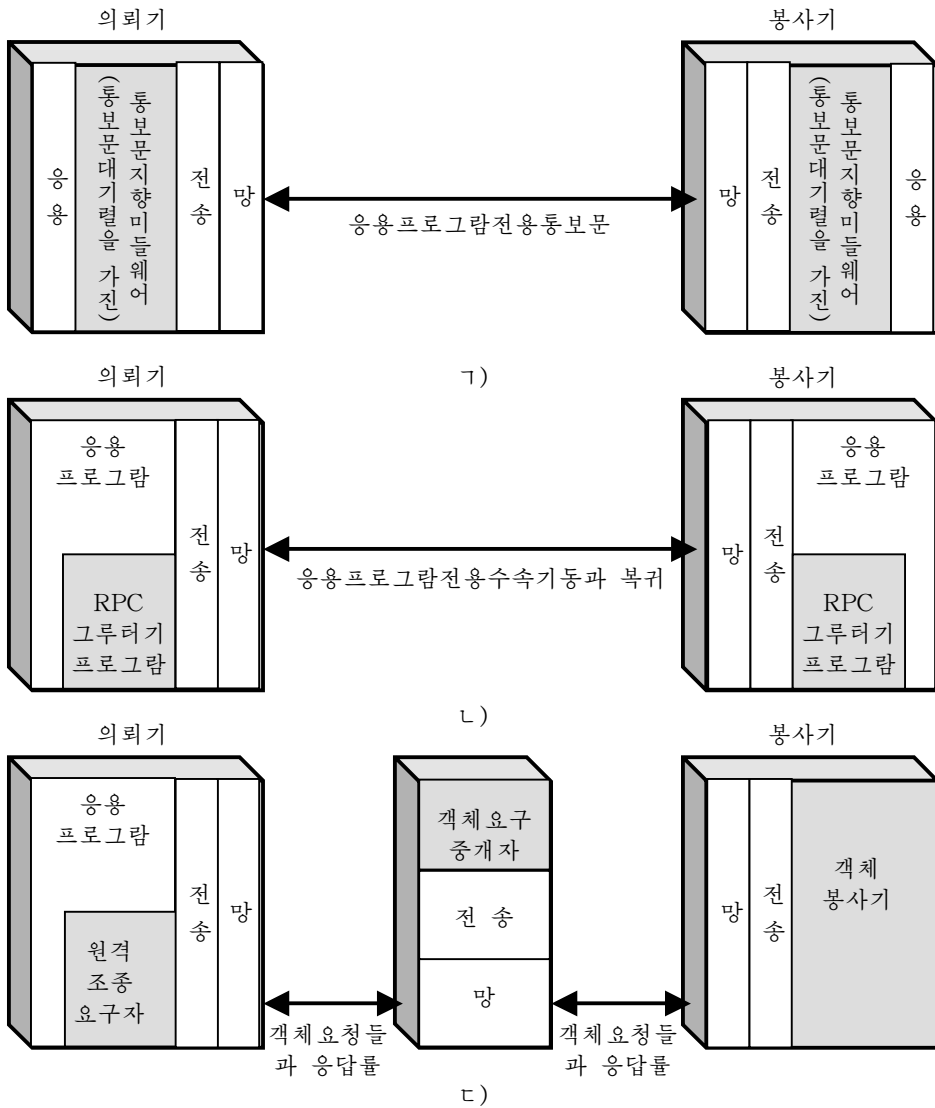 의뢰기
봉사기
응용
통보문지향미들웨어
(통보문대기렬을 가진)
전송
망
응용프로그람전용통보문
망
전송
통보문지향미들웨어
(통보문대기렬을 가진)
응용
ㄱ)
의뢰기
봉사기
응용
프로그람
RPC
그루터기
프로그람
전송
망
응용프로그람전용수속기동과 복귀
망
전송
응용
프로그람
RPC
그루터기
프로그람
ㄴ)
의뢰기
봉사기
응용
프로그람
원격
조종
요구자
전송
망
객체요청들
과 응답률
객체요구
중개자
전 송
망
객체요청들
과 응답률
망
전송
객체
봉사기
ㄷ)